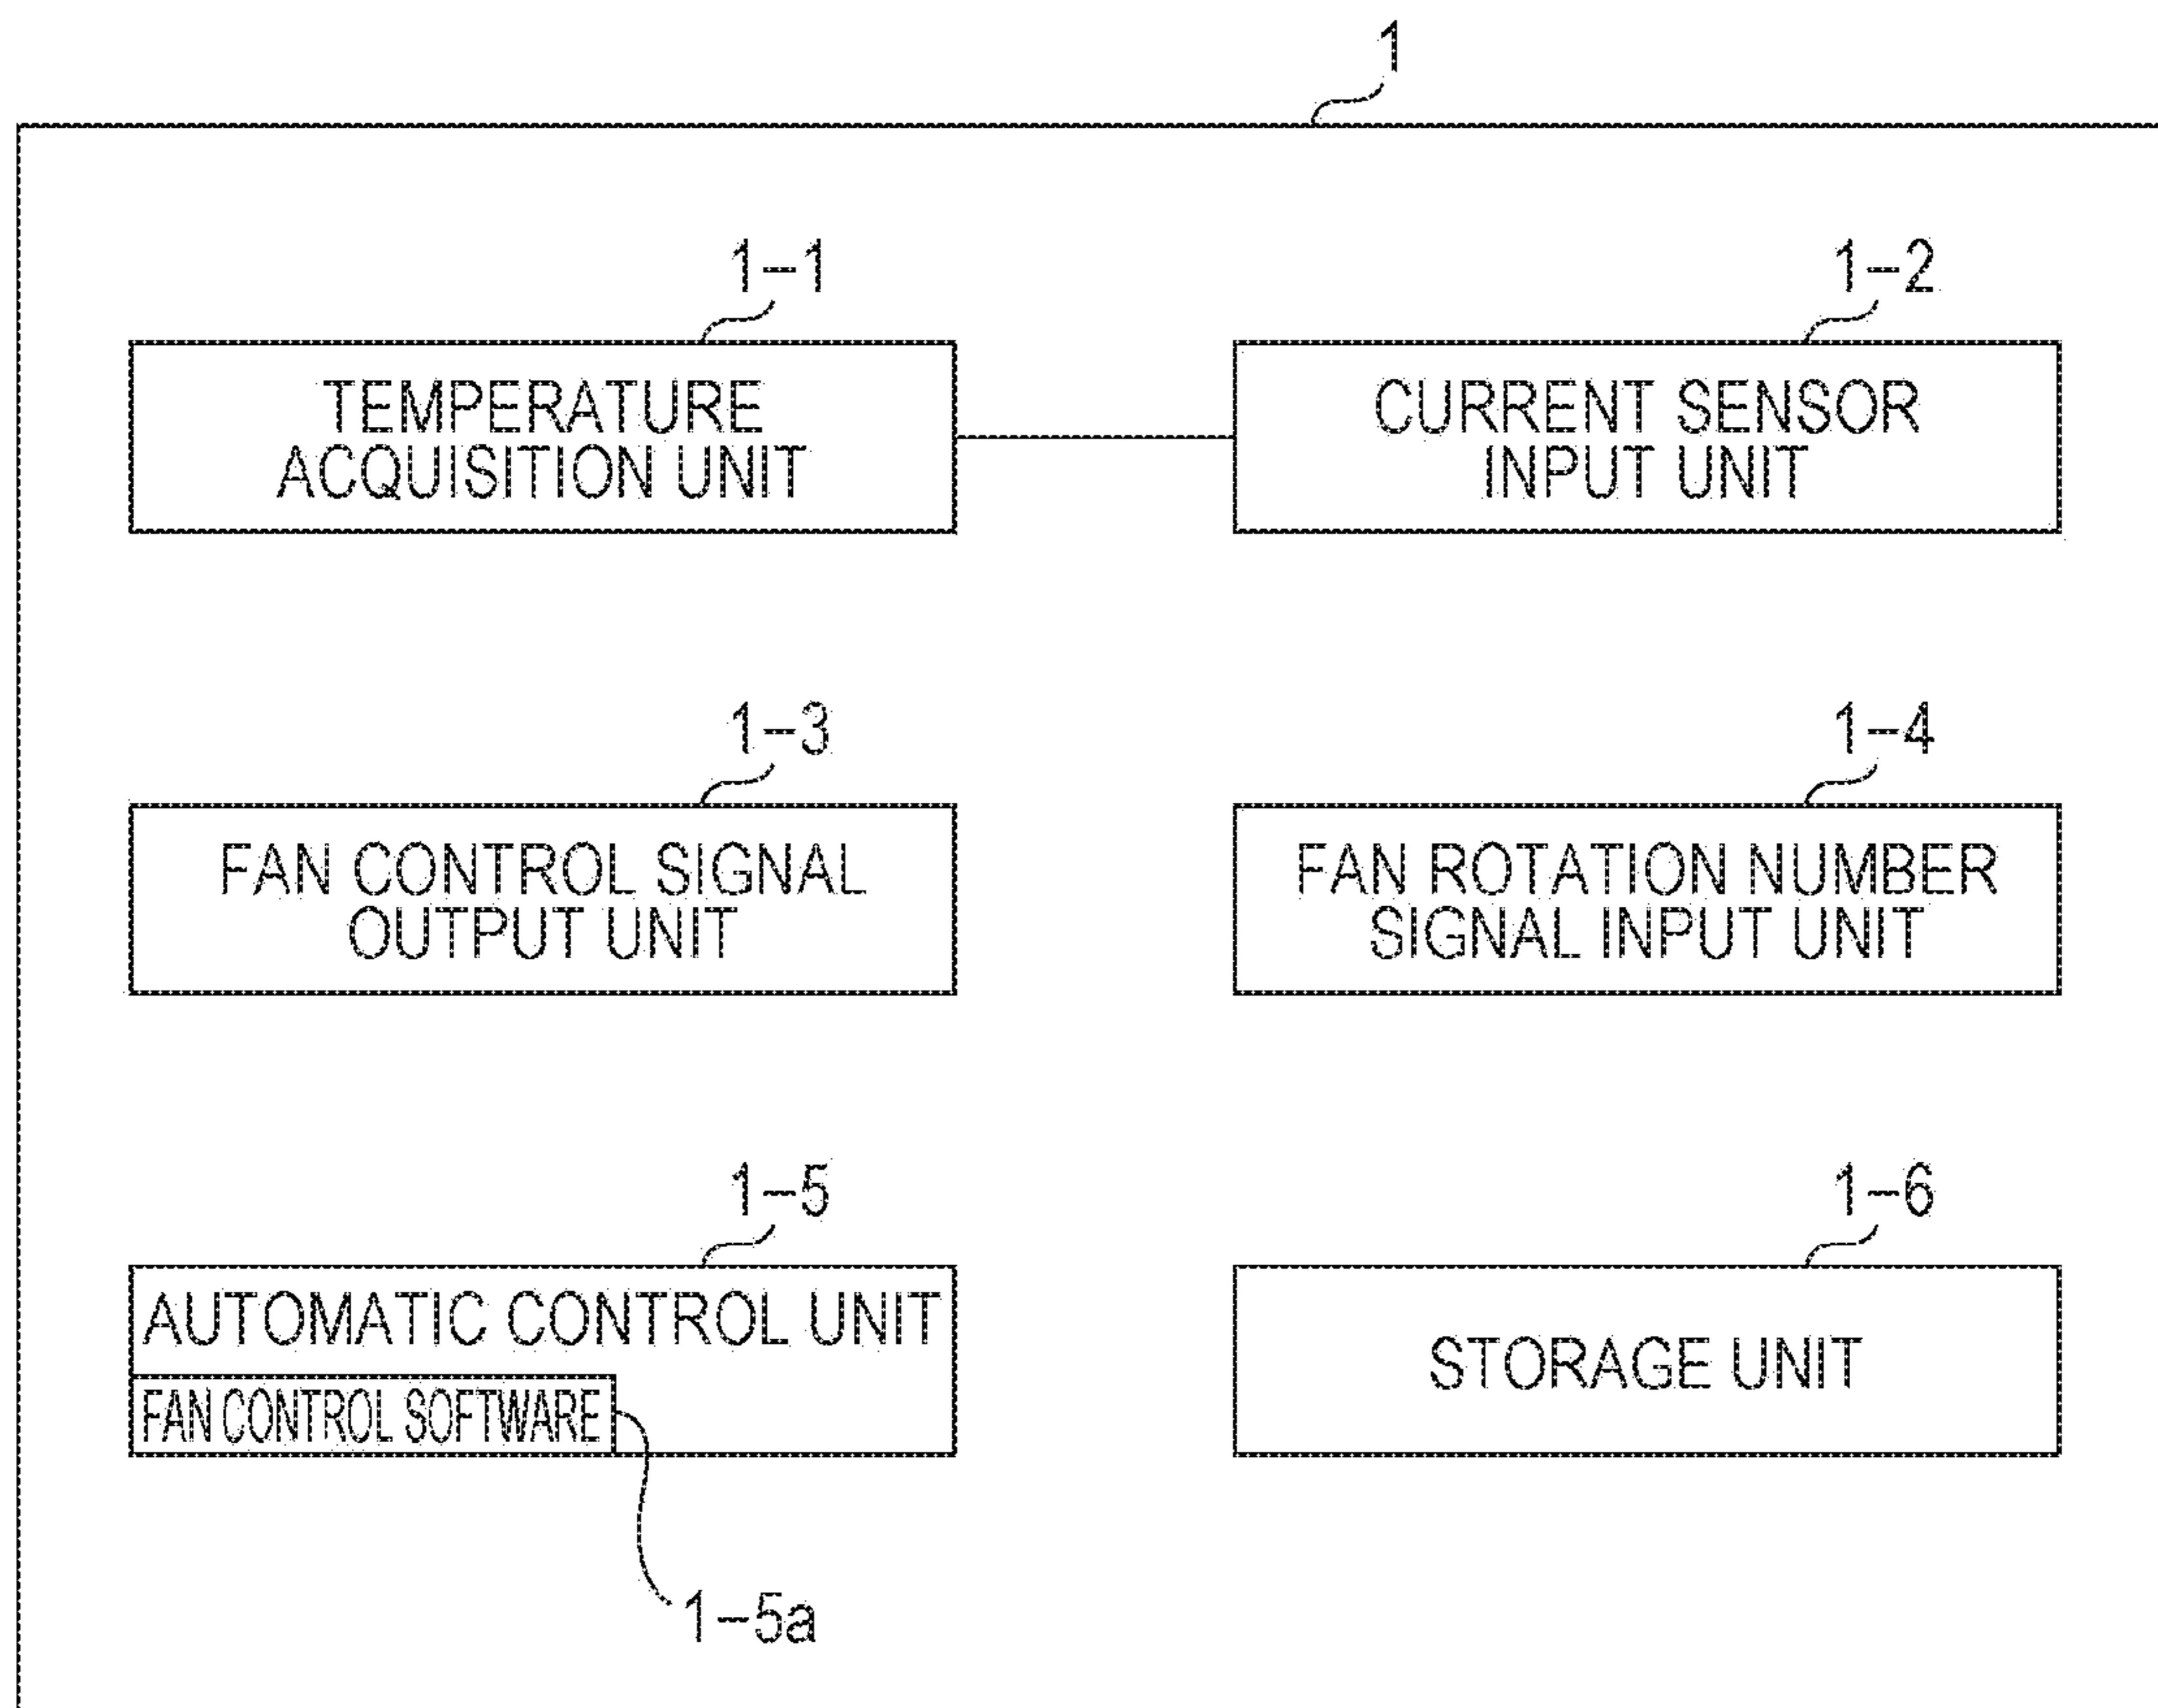 1
1-1
1-2
TEMPERATURE
ACQUISITION UNIT
CURRENT SENSOR
INPUT UNIT
1-3
1-4
FAN CONTROL SIGNAL
OUTPUT UNIT
FAN ROTATION NUMBER
SIGNAL INPUT UNIT
1-5
1-6
AUTOMATIC CONTROL UNIT
FAN CONTROL SOFTWARE
STORAGE UNIT
1-5a